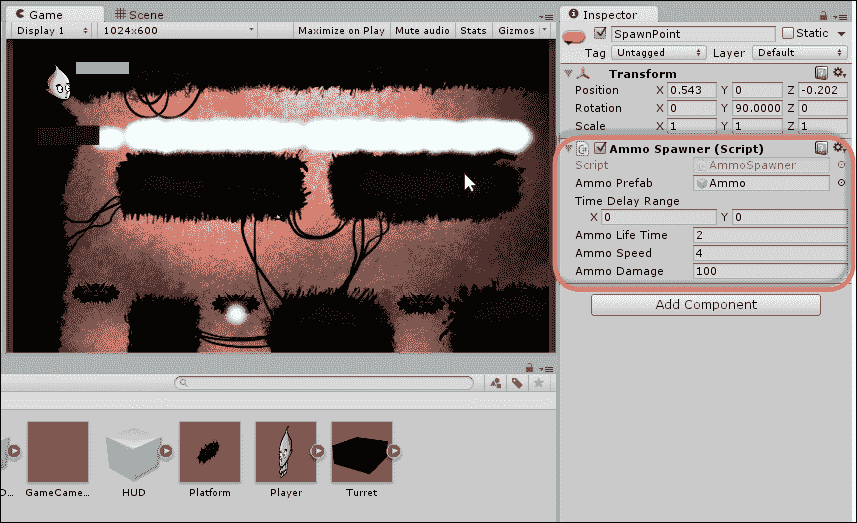 Game
Scene
Display 1
1024x600
Maximize on Play
Mute audio
Stats
Gizmos
Inspector
SpawnPoint
Static
Tag
Untagged
Layer
Default
Transform
Position X 0.543 Y 0 Z -0.202
Rotation X 0 Y 90.0000 Z 0
Scale X 1 Y 1 Z 1
Ammo Spawner (Script)
Script AmmoSpawner
Ammo Prefab Ammo
Time Delay Range
X 0 Y 0
Ammo Life Time 2
Ammo Speed 4
Ammo Damage 100
Add Component
D...
GameCame...
HUD
Platform
Player
Turret